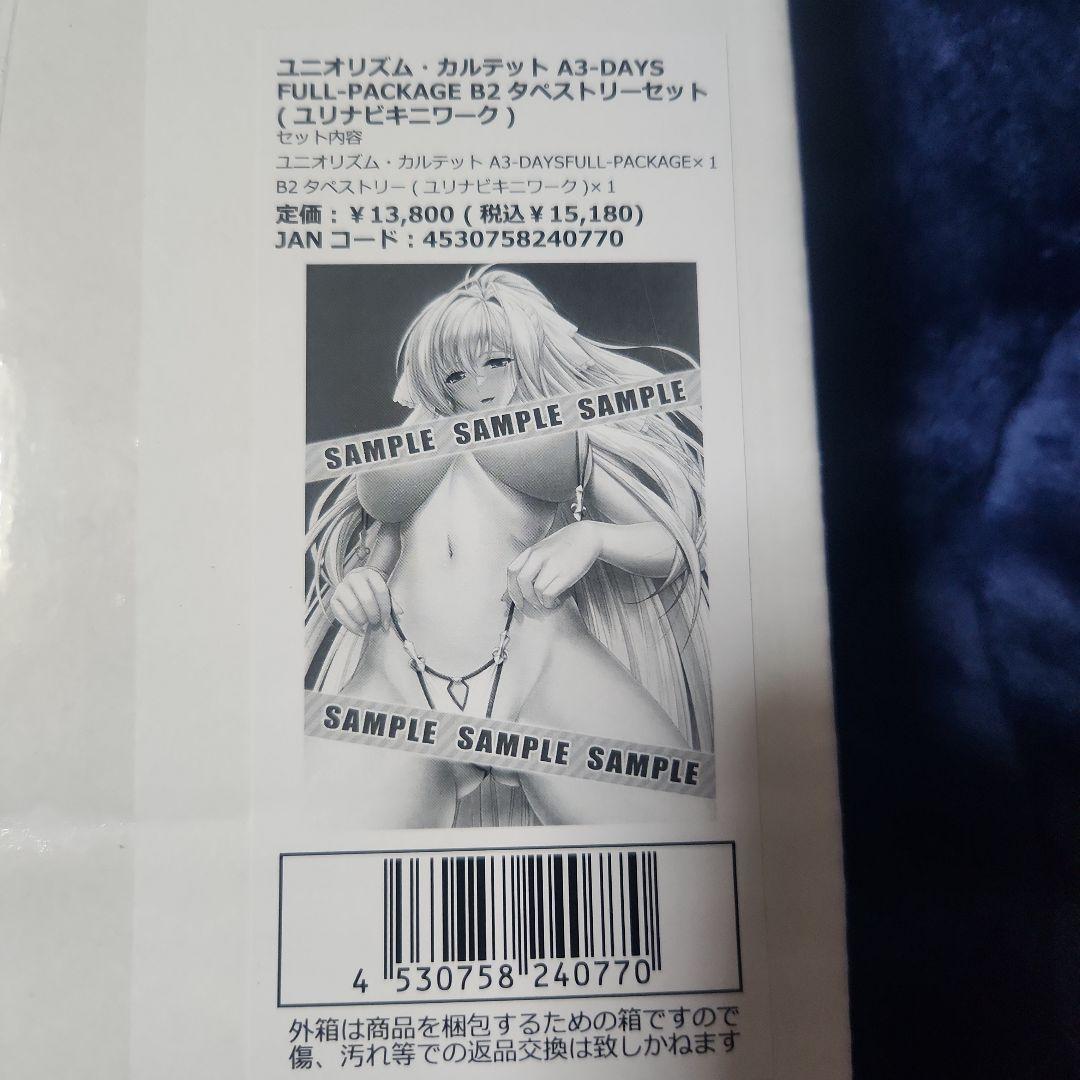 ユニオリズム・カルテット A3-DAYS
FULL-PACKAGE B2 タペストリーセット
( ユリナビキニワーク )
セット内容
ユニオリズム・カルテット A3-DAYSFULL-PACKAGE× 1
B2 タペストリー ( ユリナビキニワーク )× 1
定価 : ￥13,800 ( 税込￥15,180)
JAN コード : 4530758240770
SAMPLE SAMPLE SAMPLE
SAMPLE SAMPLE SAMPLE
4 530758 240770
外箱は商品を梱包するための箱ですので
傷、汚れ等での返品交換は致しかねます